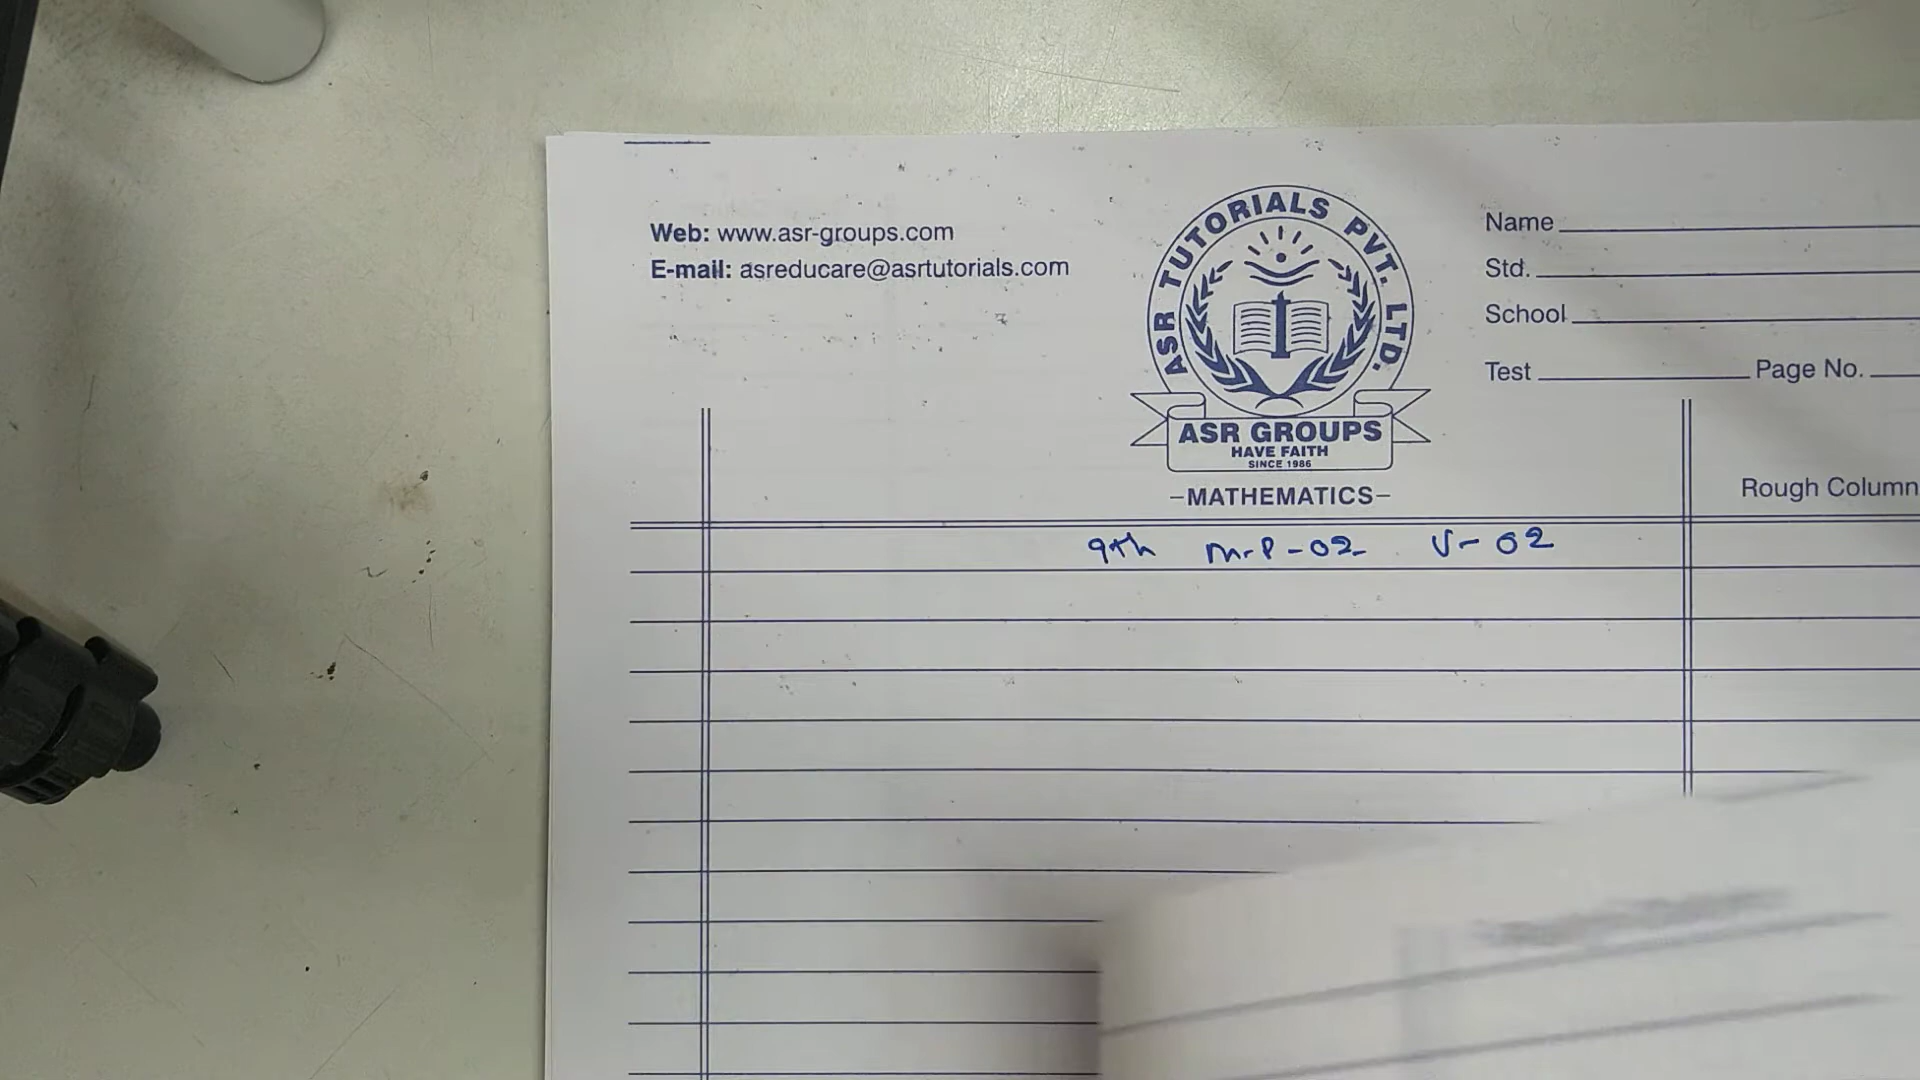 Web: www.asr-groups.com
E-mail: asreducare@asrtutorials.com
ASR TUTORIALS PVT. LTD.
ASR GROUPS
HAVE FAITH
SINCE 1986
-MATHEMATICS-
Name
Std.
School
Test Page No.
Rough Column
9th M-P-02 V-02